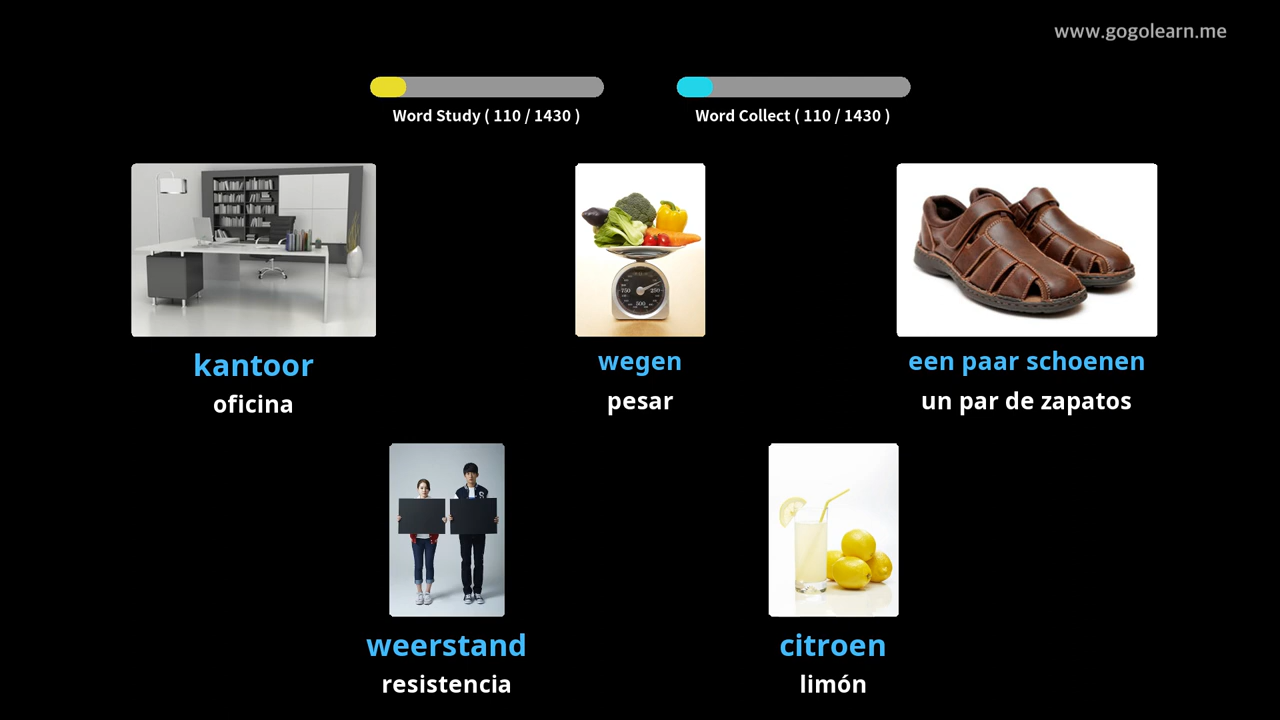 www.gogolearn.me
Word Study ( 110 / 1430 )
Word Collect ( 110 / 1430 )
kantoor
oficina
wegen
pesar
een paar schoenen
un par de zapatos
weerstand
resistencia
citroen
limón